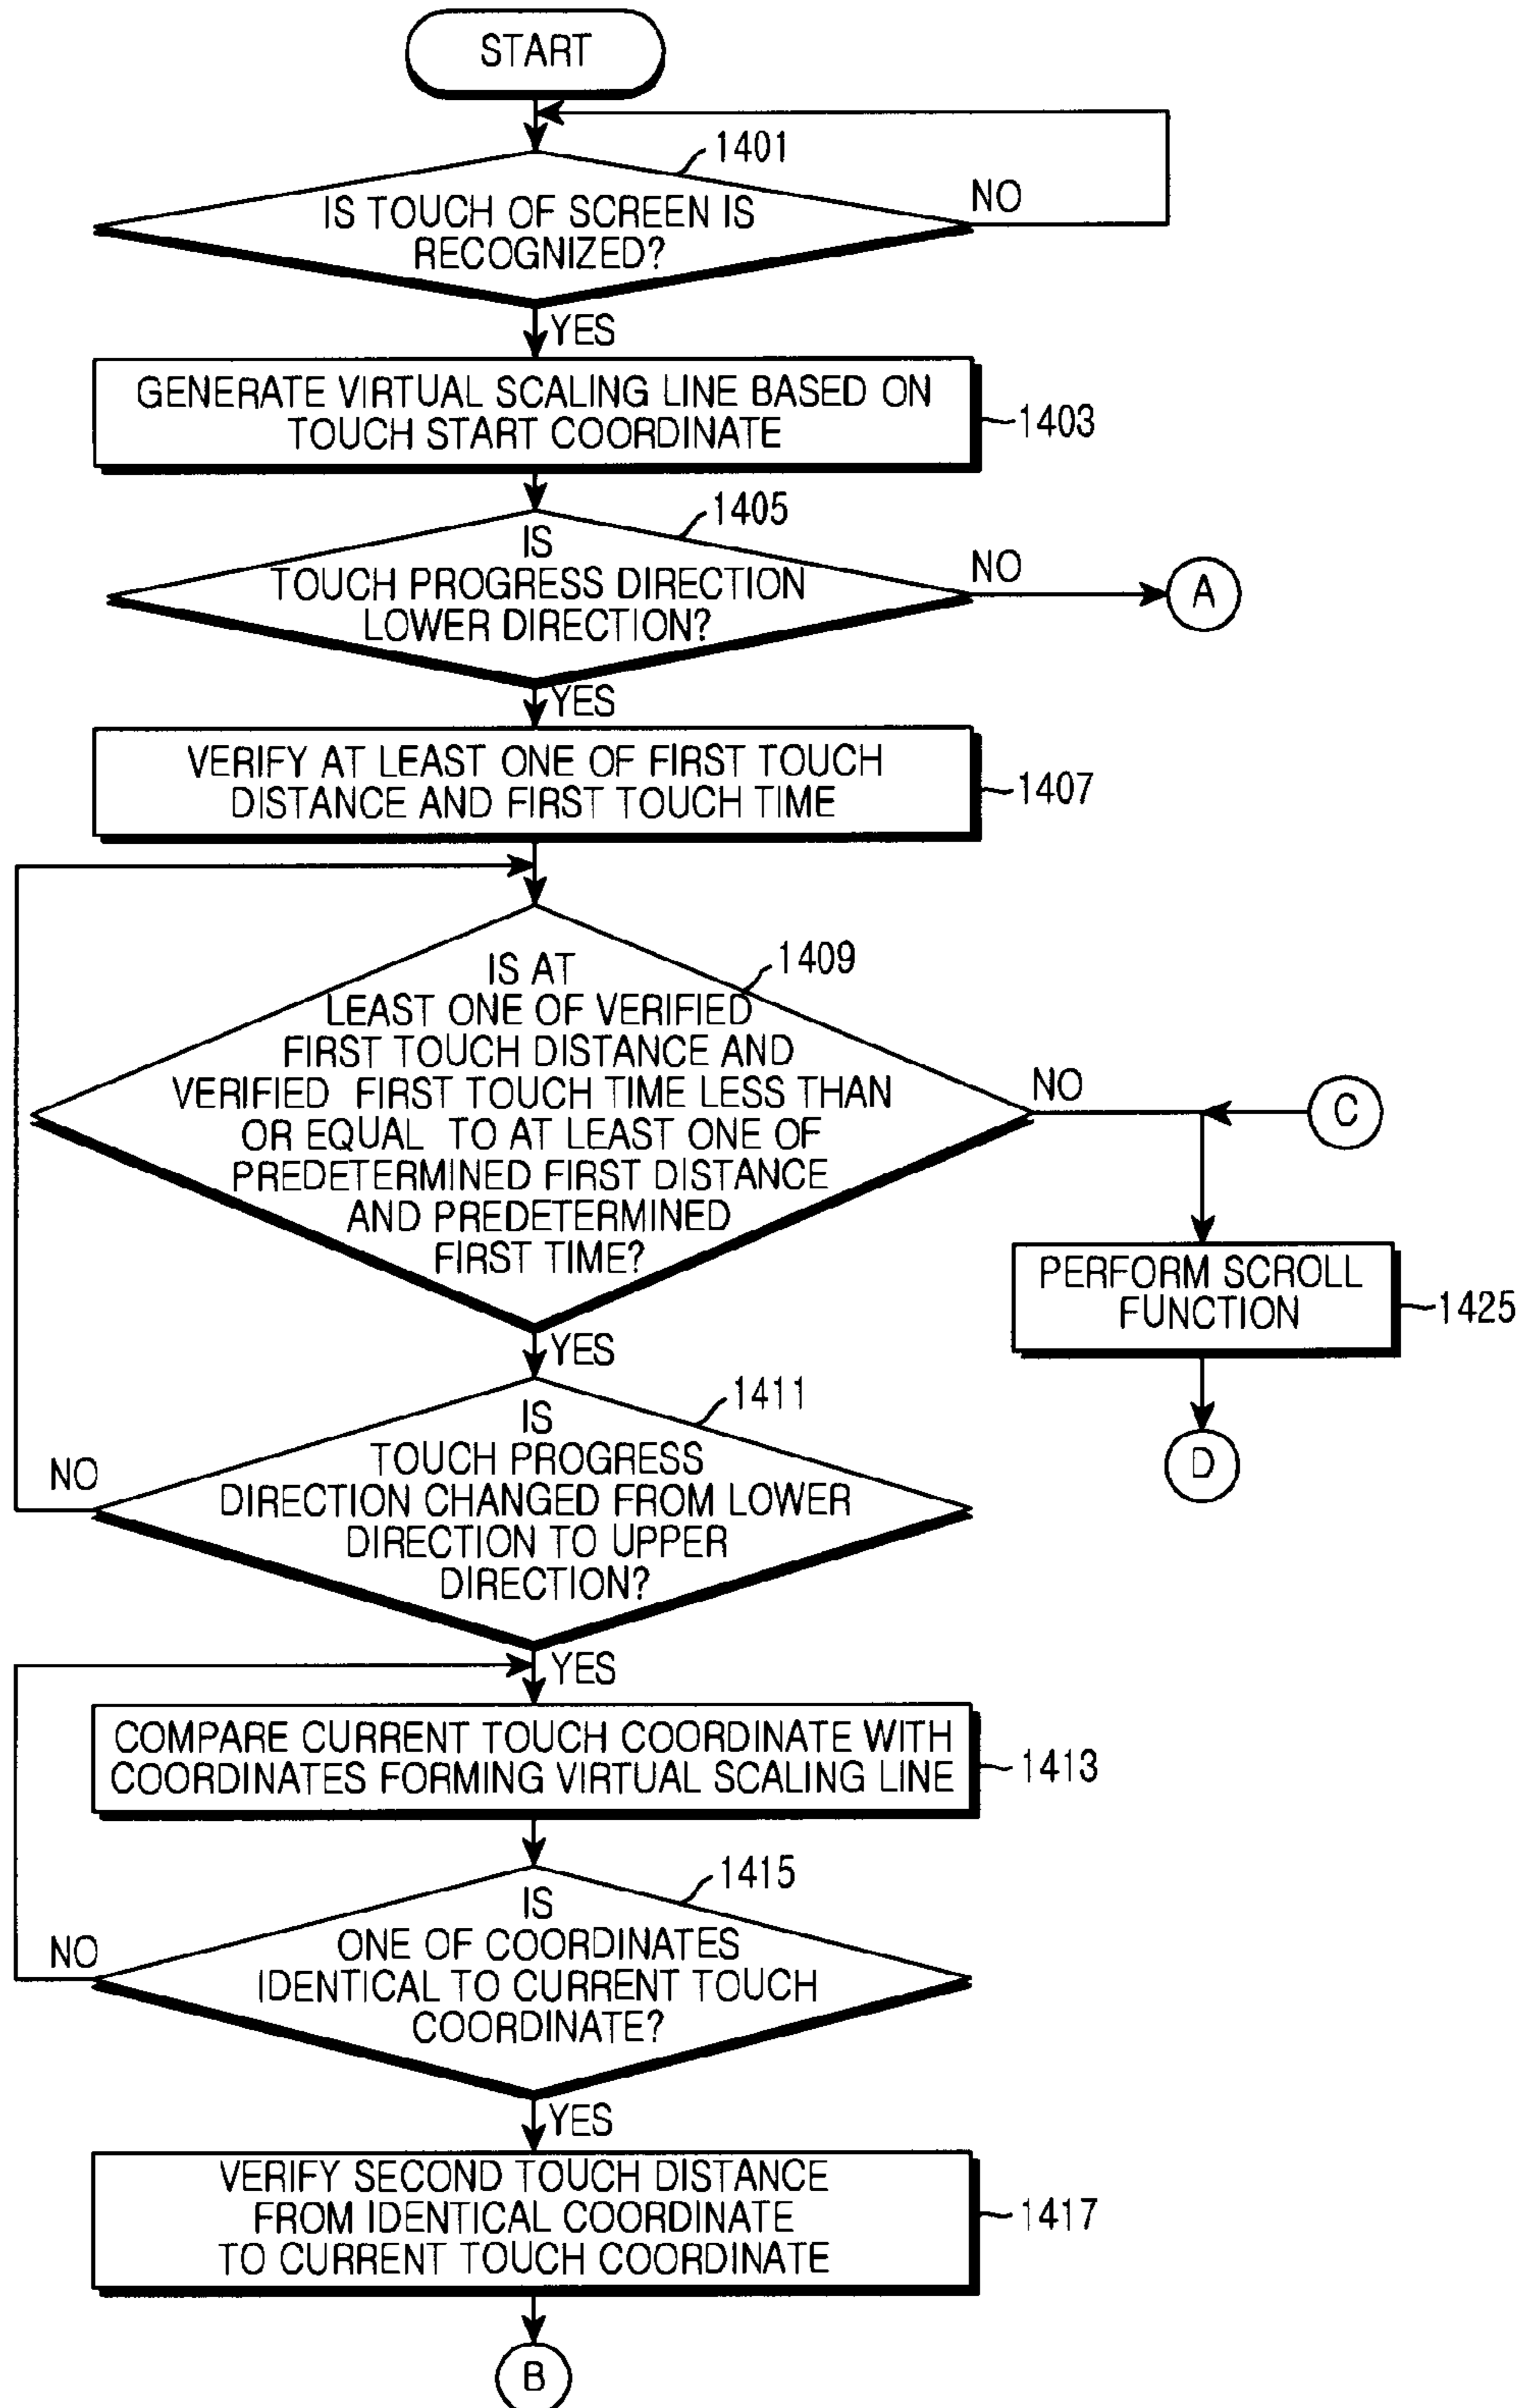 START
1401
IS TOUCH OF SCREEN IS
RECOGNIZED?
NO
YES
GENERATE VIRTUAL SCALING LINE BASED ON
TOUCH START COORDINATE
1403
1405
IS
TOUCH PROGRESS DIRECTION
LOWER DIRECTION?
NO
A
YES
VERIFY AT LEAST ONE OF FIRST TOUCH
DISTANCE AND FIRST TOUCH TIME
1407
1409
IS AT
LEAST ONE OF VERIFIED
FIRST TOUCH DISTANCE AND
VERIFIED FIRST TOUCH TIME LESS THAN
OR EQUAL TO AT LEAST ONE OF
PREDETERMINED FIRST DISTANCE
AND PREDETERMINED
FIRST TIME?
NO
C
PERFORM SCROLL
FUNCTION
1425
D
YES
1411
IS
TOUCH PROGRESS
DIRECTION CHANGED FROM LOWER
DIRECTION TO UPPER
DIRECTION?
NO
YES
COMPARE CURRENT TOUCH COORDINATE WITH
COORDINATES FORMING VIRTUAL SCALING LINE
1413
1415
IS
ONE OF COORDINATES
IDENTICAL TO CURRENT TOUCH
COORDINATE?
NO
YES
VERIFY SECOND TOUCH DISTANCE
FROM IDENTICAL COORDINATE
TO CURRENT TOUCH COORDINATE
1417
B